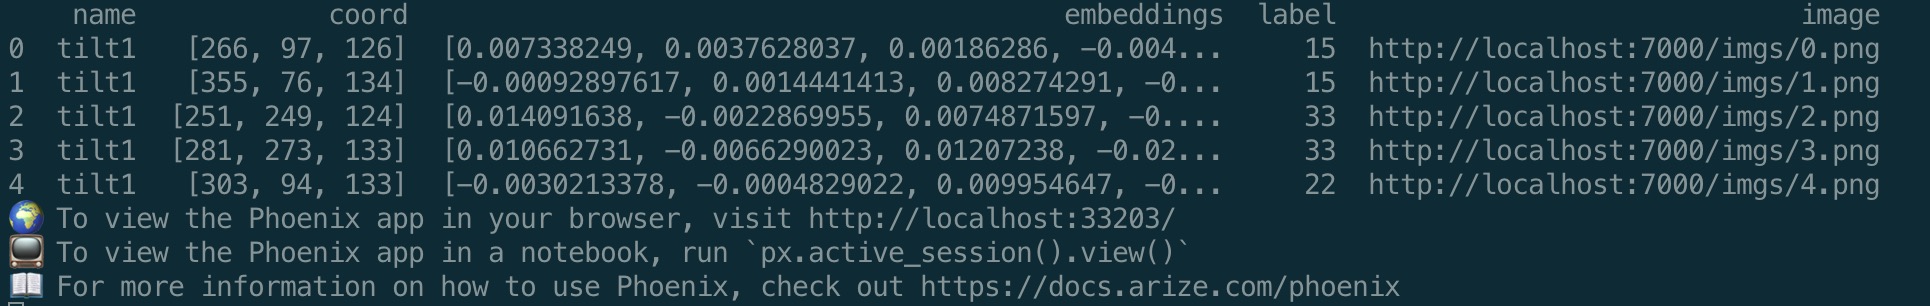 name coord embeddings label image
0 tilt1 [266, 97, 126] [0.007338249, 0.0037628037, 0.00186286, −0.004... 15 http://localhost:7000/imgs/0.png
1 tilt1 [355, 76, 134] [−0.00092897617, 0.0014441413, 0.008274291, −0... 15 http://localhost:7000/imgs/1.png
2 tilt1 [251, 249, 124] [0.014091638, −0.0022869955, 0.0074871597, −0.... 33 http://localhost:7000/imgs/2.png
3 tilt1 [281, 273, 133] [0.010662731, −0.0066290023, 0.01207238, −0.02... 33 http://localhost:7000/imgs/3.png
4 tilt1 [303, 94, 133] [−0.0030213378, −0.0004829022, 0.009954647, −0... 22 http://localhost:7000/imgs/4.png
🌍 To view the Phoenix app in your browser, visit http://localhost:33203/
📺 To view the Phoenix app in a notebook, run `px.active_session().view()`
📖 For more information on how to use Phoenix, check out https://docs.arize.com/phoenix